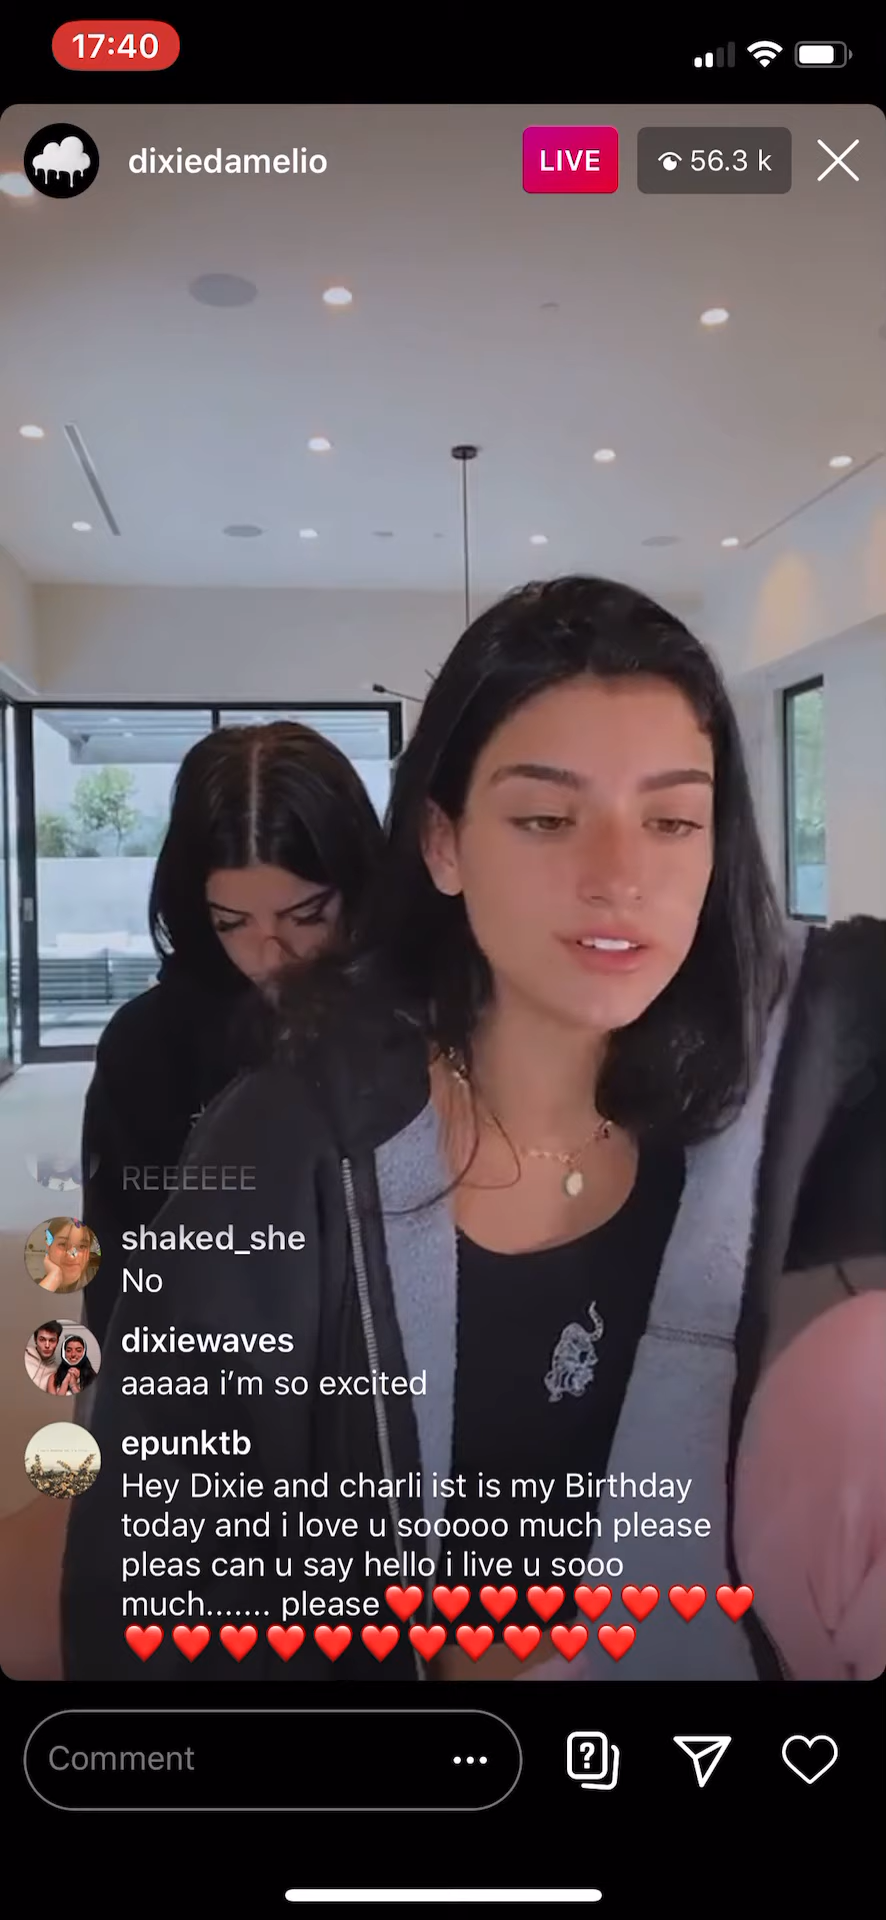 17:40
dixiedamelio
LIVE
56.3 k
REEEEEE
shaked_she
No
dixiewaves
aaaaa i’m so excited
epunktb
Hey Dixie and charli ist is my Birthday
today and i love u sooooo much please
pleas can u say hello i live u sooo
much....... please❤️❤️❤️❤️❤️❤️❤️❤️
❤️❤️❤️❤️❤️❤️❤️❤️❤️❤️❤️
Comment
?